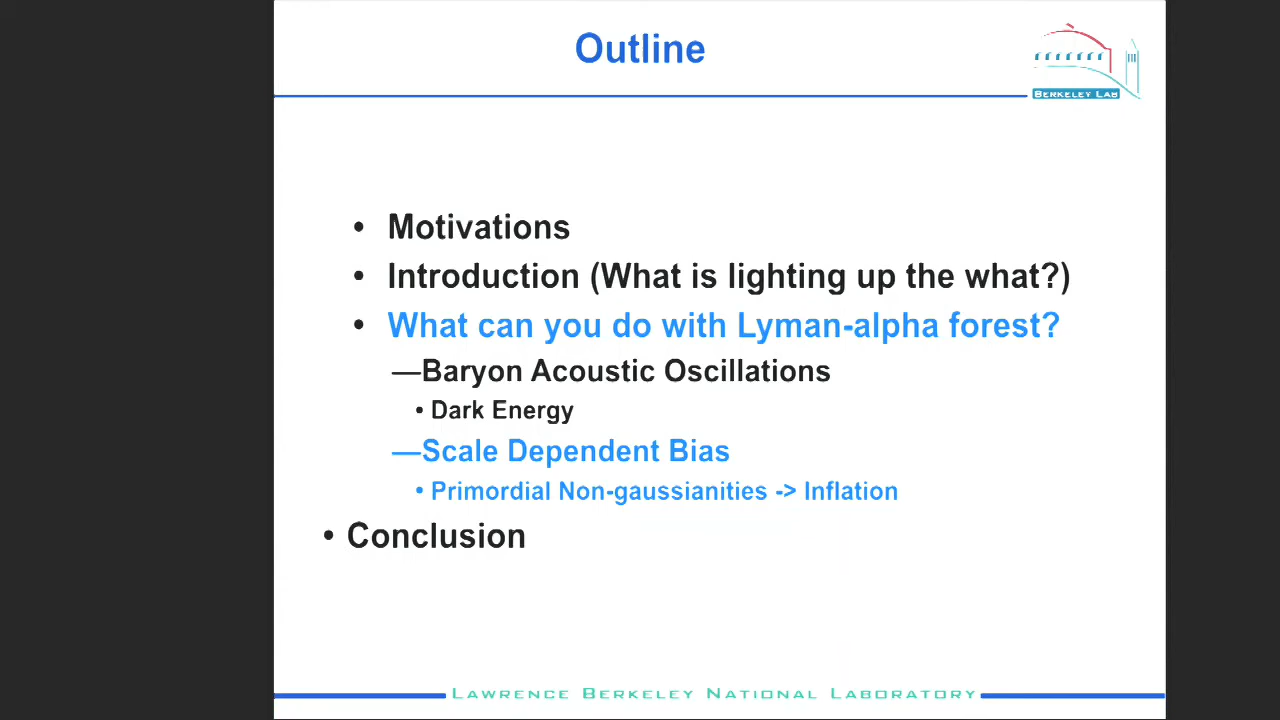 Outline
BERKELEY LAB
• Motivations
• Introduction (What is lighting up the what?)
• What can you do with Lyman-alpha forest?
—Baryon Acoustic Oscillations
• Dark Energy
—Scale Dependent Bias
• Primordial Non-gaussianities -> Inflation
• Conclusion
LAWRENCE BERKELEY NATIONAL LABORATORY